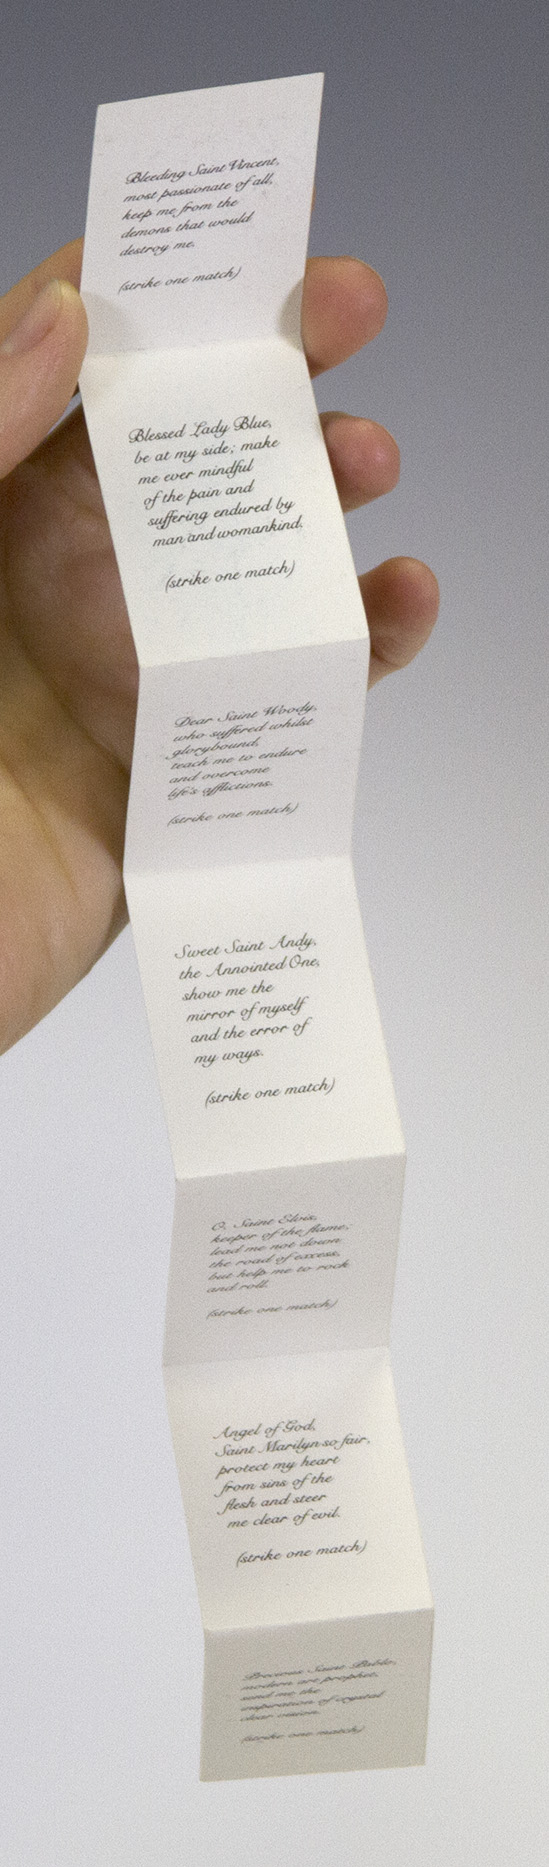 Bleeding Saint Vincent,
most passionate of all,
keep me from the
demons that would
destroy me.
(strike one match)
Blessed Lady Blue,
be at my side; make
me ever mindful
of the pain and
suffering endured by
man and womankind.
(strike one match)
Dear Saint Woody,
who suffered whilst
glorybound,
teach me to endure
and overcome
life's afflictions.
(strike one match)
Sweet Saint Andy,
the Annointed One,
show me the
mirror of myself
and the error of
my ways.
(strike one match)
O, Saint Elvis,
keeper of the flame,
lead me not down
the road of excess,
but help me to rock
and roll.
(strike one match)
Angel of God,
Saint Marilyn so fair,
protect my heart
from sins of the
flesh and steer
me clear of evil.
(strike one match)
Precious Saint Pablo,
modern art prophet,
send me the
inspiration of crystal
clear vision.
(strike one match)